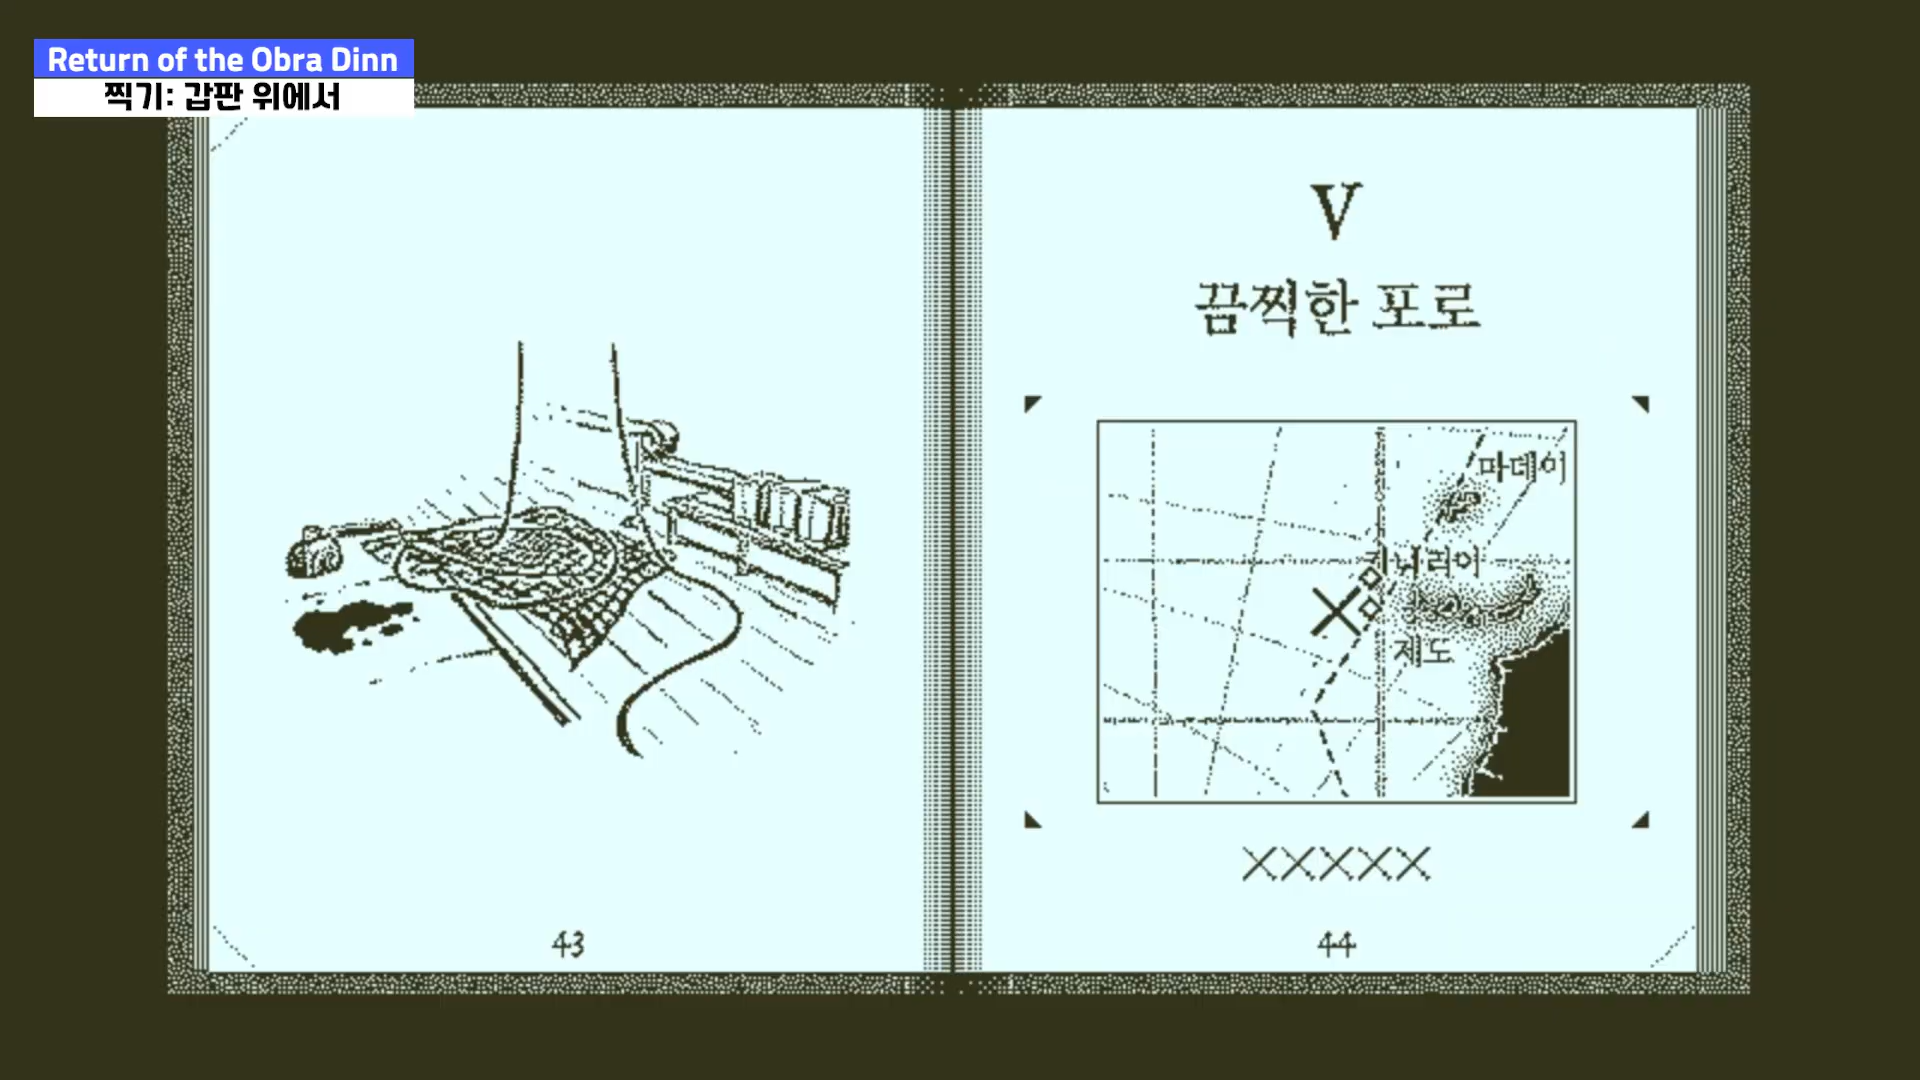 Return of the Obra Dinn
찍기: 갑판 위에서
V
끔찍한 포로
마데이
카나리아
제도
XXXXX
43
44